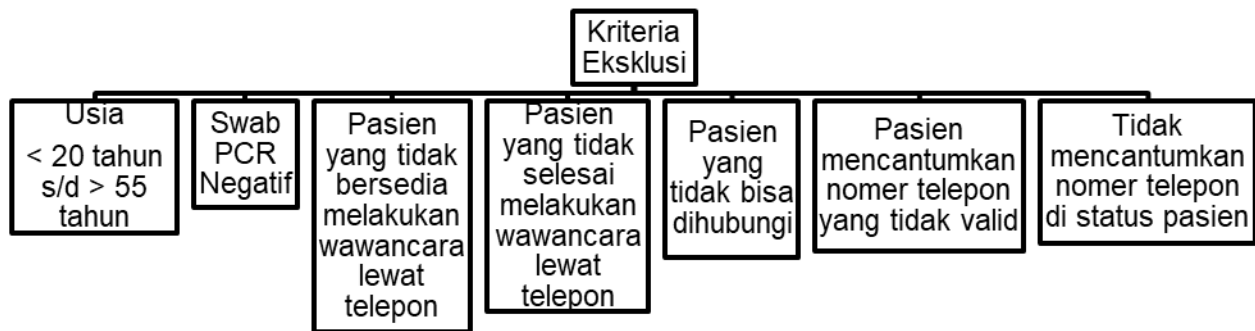 Kriteria
Eksklusi
Usia
< 20 tahun
s/d > 55
tahun
Swab
PCR
Negatif
Pasien
yang tidak
bersedia
melakukan
wawancara
lewat
telepon
Pasien
yang tidak
selesai
melakukan
wawancara
lewat
telepon
Pasien
yang
tidak bisa
dihubungi
Pasien
mencantumkan
nomer telepon
yang tidak valid
Tidak
mencantumkan
nomer telepon
di status pasien